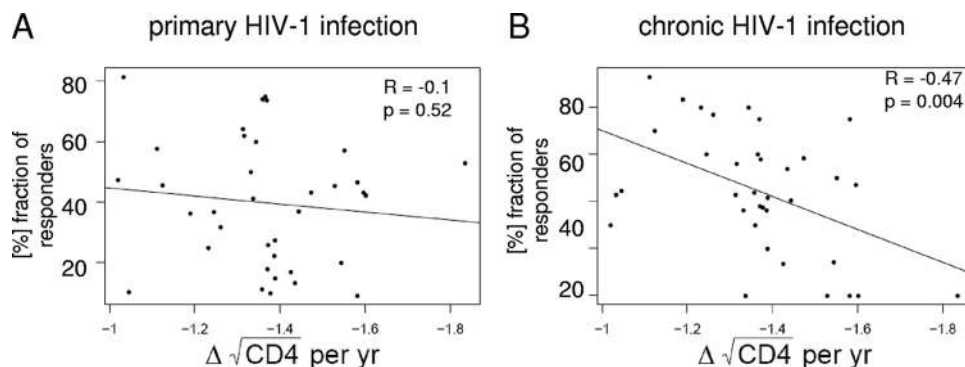 A primary HIV-1 infection
R = -0.1
p = 0.52
[%] fraction of
responders
80
60
40
20
−1 −1.2 −1.4 −1.6 −1.8
Δ √CD4 per yr
B chronic HIV-1 infection
R = -0.47
p = 0.004
[%] fraction of
responders
80
60
40
20
−1 −1.2 −1.4 −1.6 −1.8
Δ √CD4 per yr